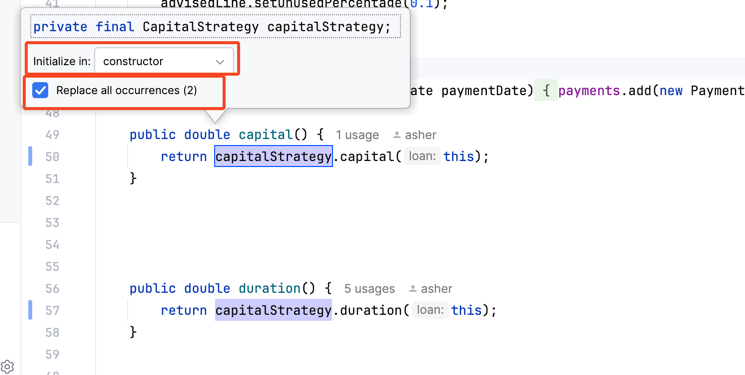 41 advisedLine.setUnusedPercentage(0.1);
private final CapitalStrategy capitalStrategy;
Initialize in: constructor
Replace all occurrences (2)
ate paymentDate) { payments.add(new Payment
48
49 public double capital() { 1 usage asher
50 return capitalStrategy.capital( loan: this);
51 }
52
53
54
55
56 public double duration() { 5 usages asher
57 return capitalStrategy.duration( loan: this);
58 }
59